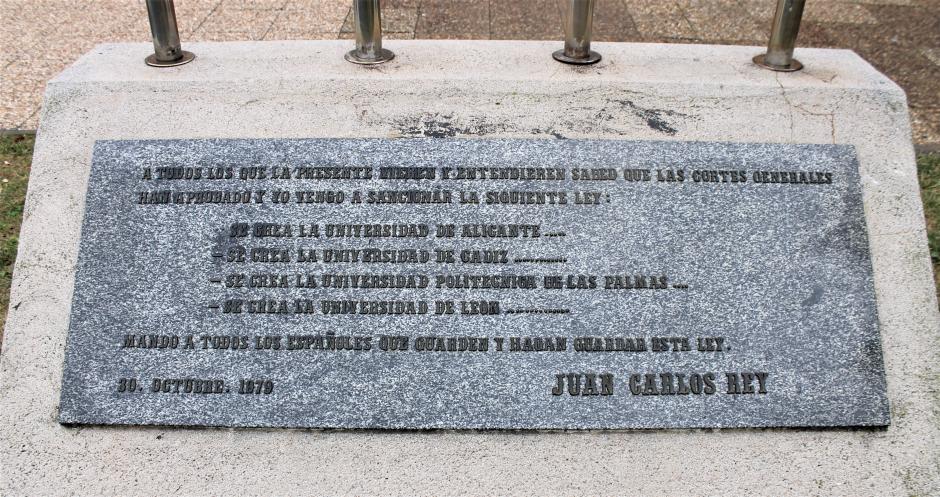 A TODOS LOS QUE LA PRESENTE VIEREN Y ENTENDIEREN SABED QUE LAS CORTES GENERALES
HAN APROBADO Y YO VENGO A SANCIONAR LA SIGUIENTE LEY:
- SE CREA LA UNIVERSIDAD DE ALICANTE .....
- SE CREA LA UNIVERSIDAD DE CADIZ ............
- SE CREA LA UNIVERSIDAD POLITECNICA DE LAS PALMAS ....
- SE CREA LA UNIVERSIDAD DE LEON ..............
MANDO A TODOS LOS ESPAÑOLES QUE GUARDEN Y HAGAN GUARDAR ESTA LEY.
30. OCTUBRE. 1979
JUAN CARLOS REY